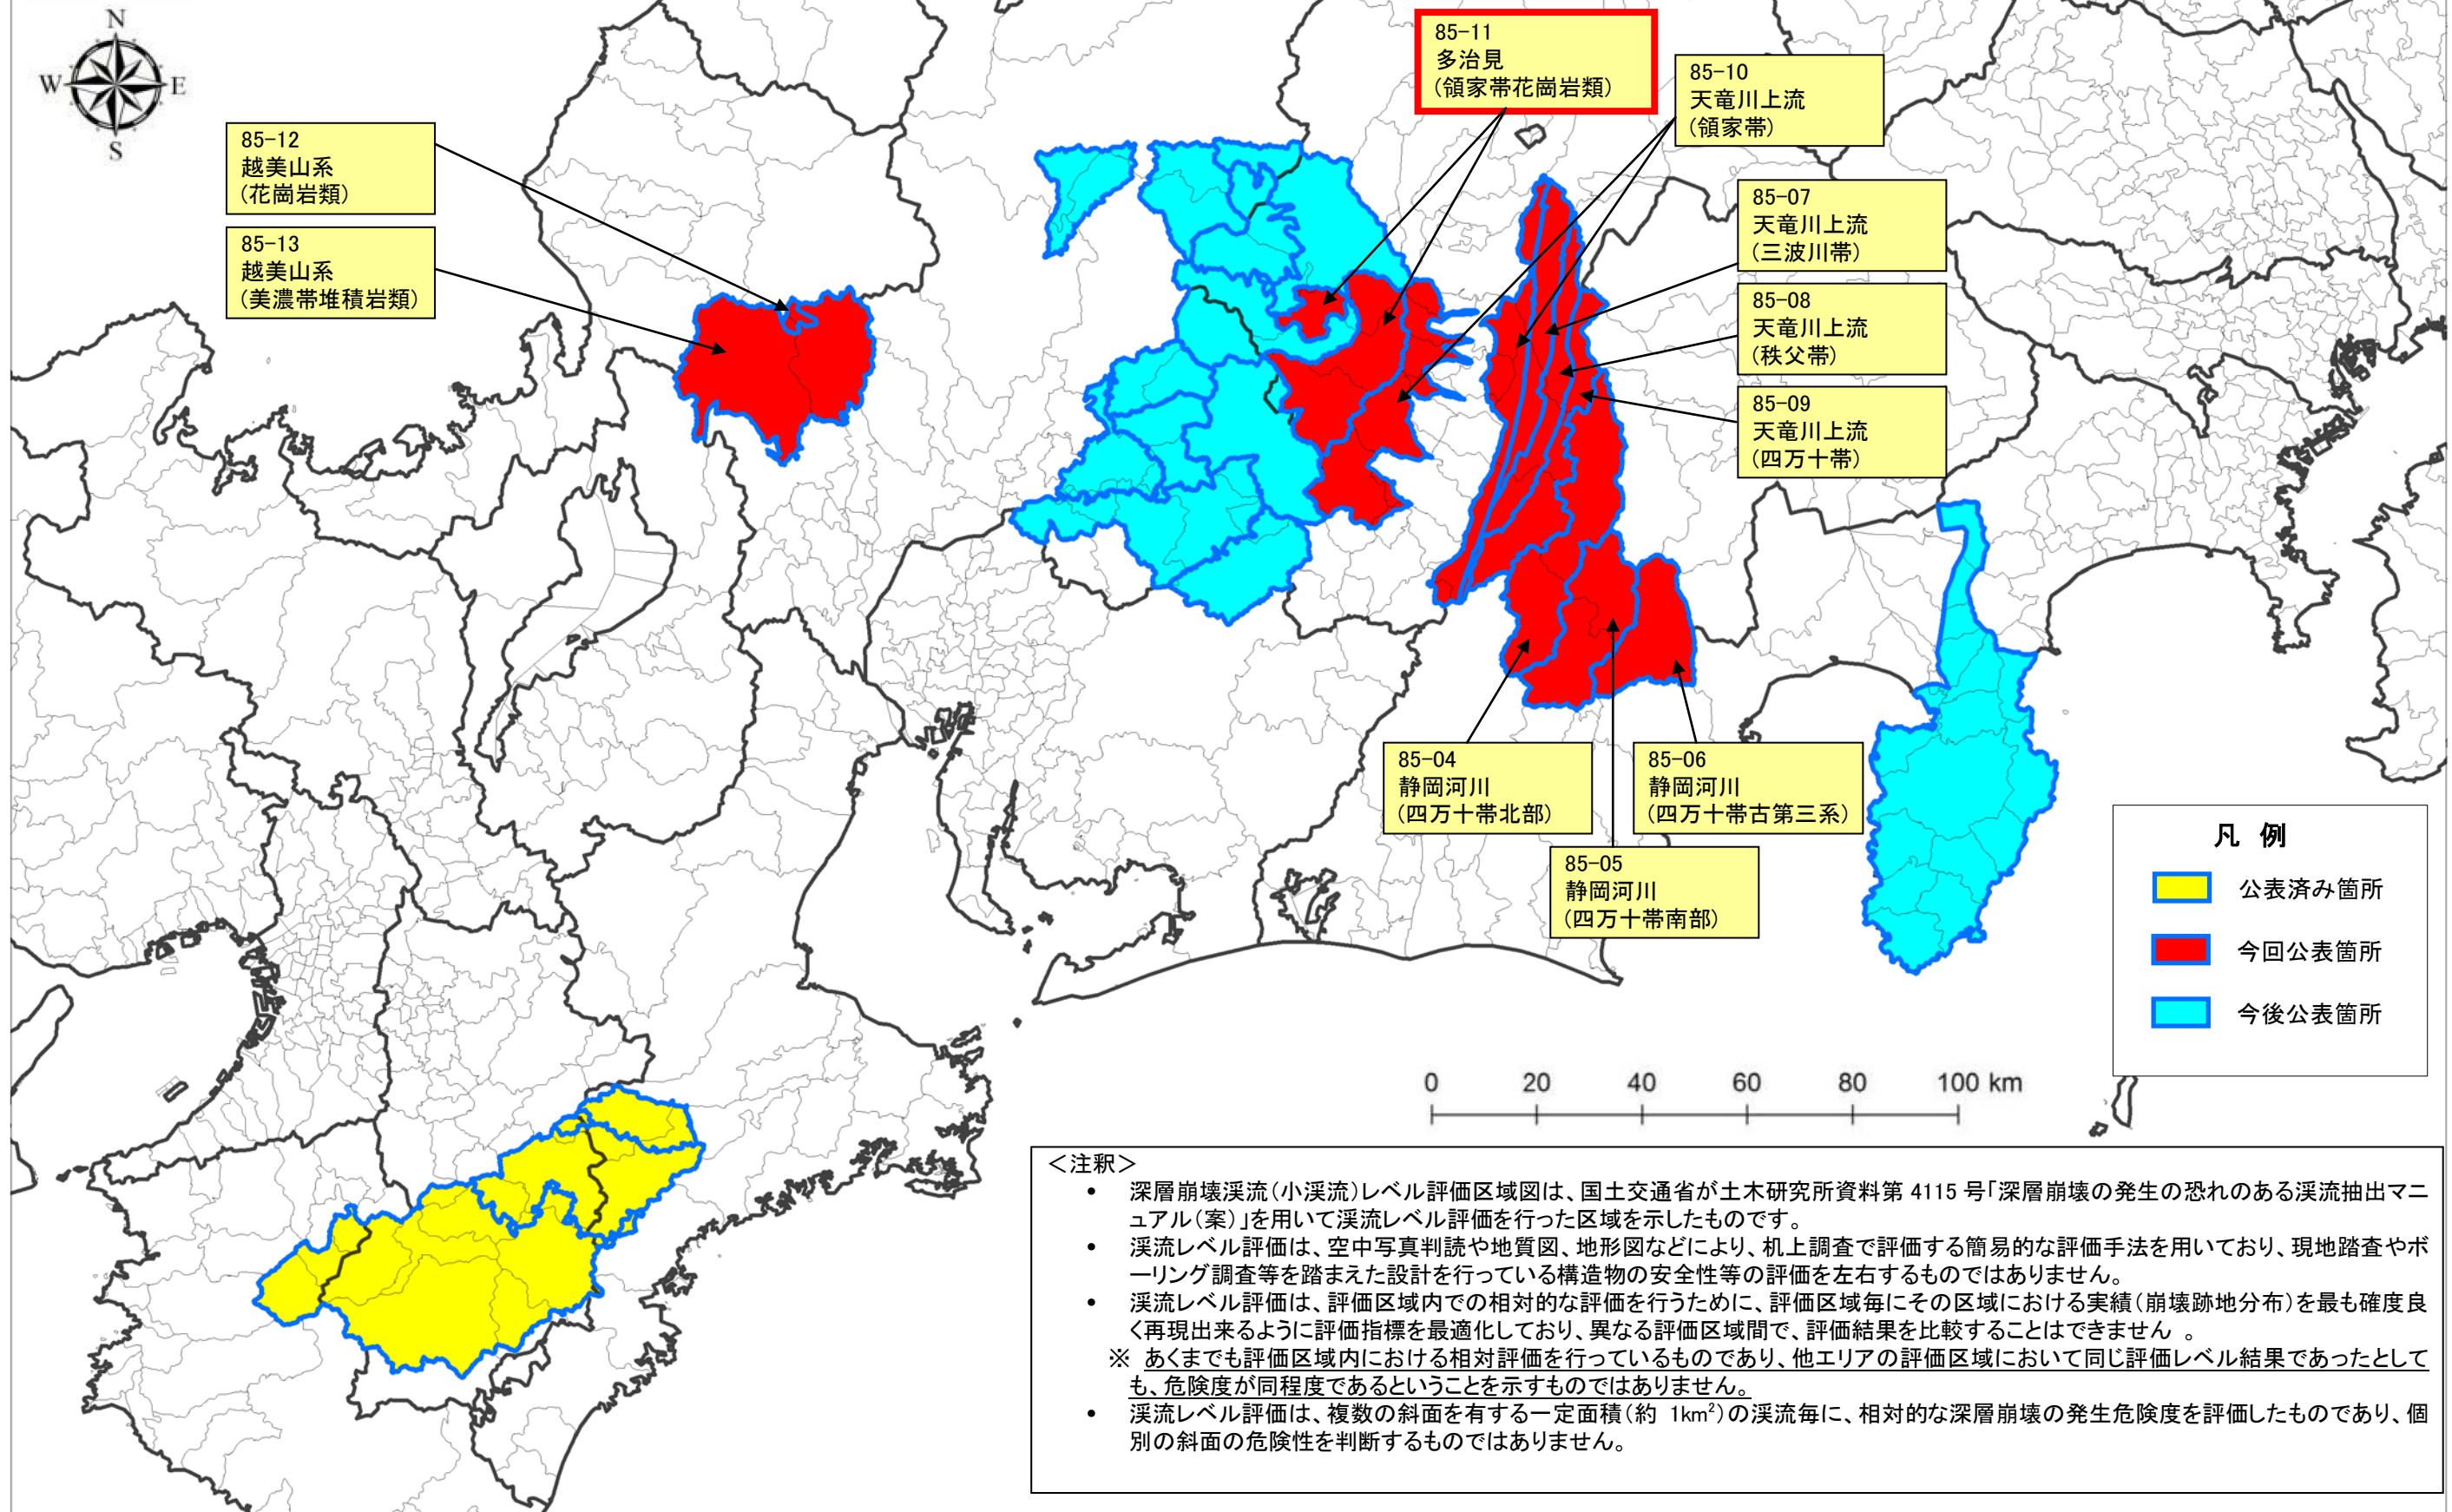 N
W
E
S
85-11
多治見
(領家帯花崗岩類)
85-10
天竜川上流
(領家帯)
85-12
越美山系
(花崗岩類)
85-13
越美山系
(美濃帯堆積岩類)
85-07
天竜川上流
(三波川帯)
85-08
天竜川上流
(秩父帯)
85-09
天竜川上流
(四万十帯)
85-04
静岡河川
(四万十帯北部)
85-06
静岡河川
(四万十帯古第三系)
85-05
静岡河川
(四万十帯南部)
凡 例
公表済み箇所
今回公表箇所
今後公表箇所
0 20 40 60 80 100 km
＜注釈＞
• 深層崩壊渓流(小渓流)レベル評価区域図は、国土交通省が土木研究所資料第 4115 号「深層崩壊の発生の恐れのある渓流抽出マニ
ュアル(案)」を用いて渓流レベル評価を行った区域を示したものです。
• 渓流レベル評価は、空中写真判読や地質図、地形図などにより、机上調査で評価する簡易的な評価手法を用いており、現地踏査やボ
ーリング調査等を踏まえた設計を行っている構造物の安全性等の評価を左右するものではありません。
• 渓流レベル評価は、評価区域内での相対的な評価を行うために、評価区域毎にその区域における実績(崩壊跡地分布)を最も確度良
く再現出来るように評価指標を最適化しており、異なる評価区域間で、評価結果を比較することはできません 。
※ あくまでも評価区域内における相対評価を行っているものであり、他エリアの評価区域において同じ評価レベル結果であったとして
も、危険度が同程度であるということを示すものではありません。
• 渓流レベル評価は、複数の斜面を有する一定面積(約 1km²)の渓流毎に、相対的な深層崩壊の発生危険度を評価したものであり、個
別の斜面の危険性を判断するものではありません。